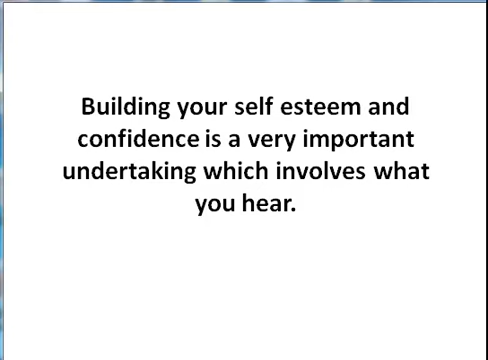 Building your self esteem and
confidence is a very important
undertaking which involves what
you hear.